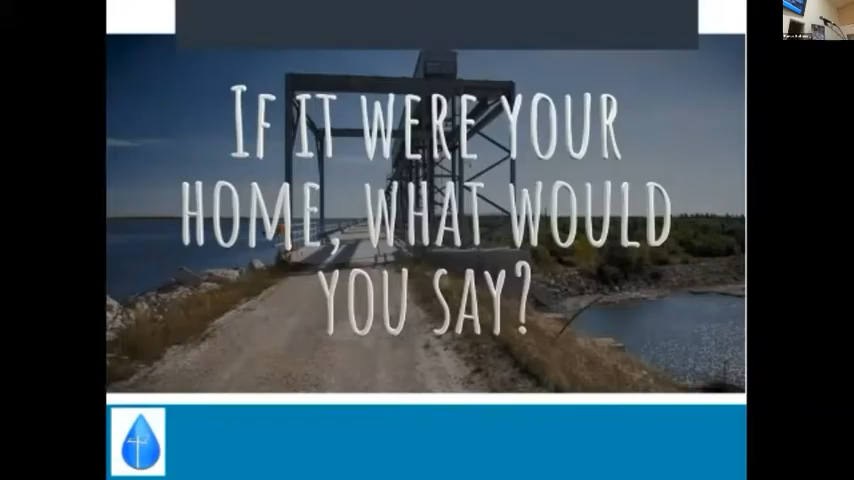 IF IT WERE YOUR
HOME, WHAT WOULD
YOU SAY?